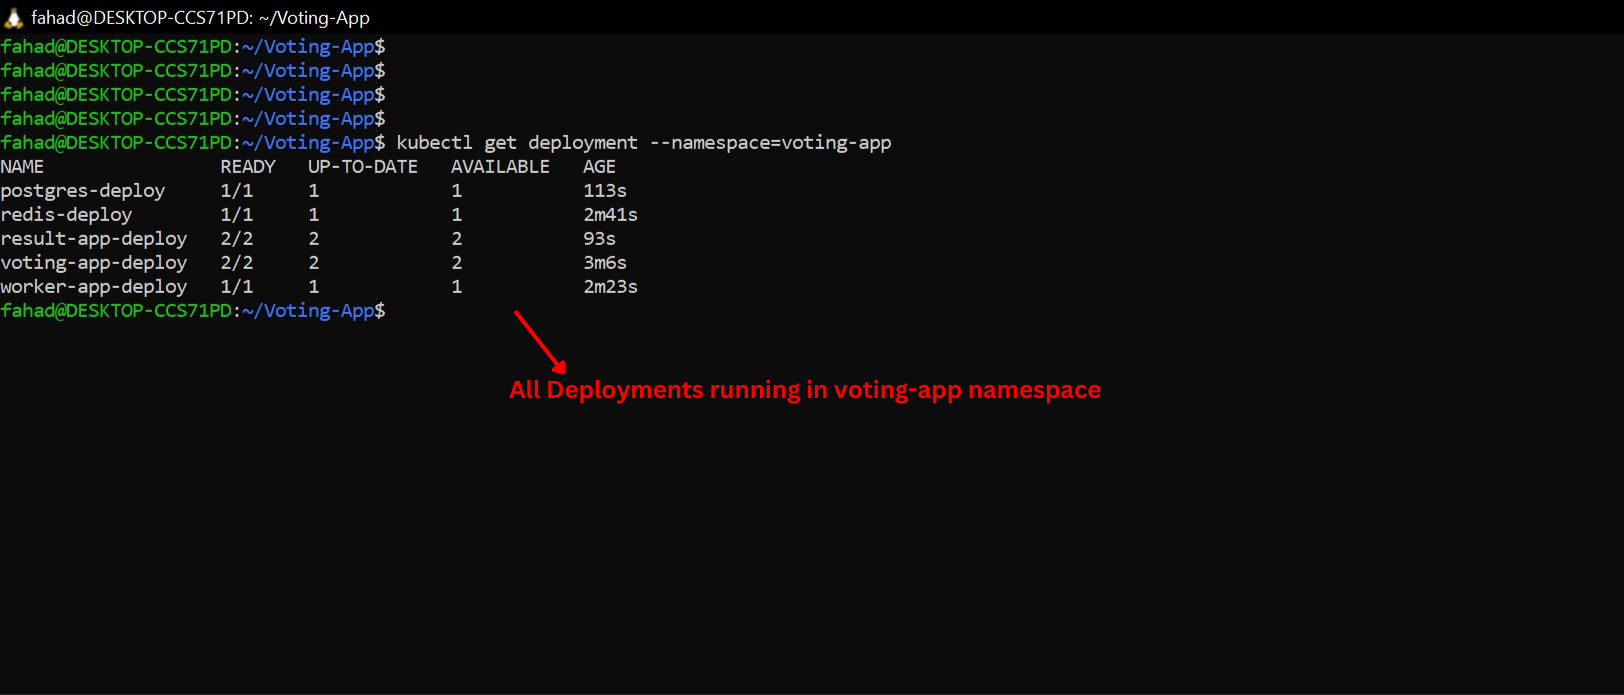 fahad@DESKTOP-CCS71PD: ~/Voting-App
fahad@DESKTOP-CCS71PD:~/Voting-App$
fahad@DESKTOP-CCS71PD:~/Voting-App$
fahad@DESKTOP-CCS71PD:~/Voting-App$
fahad@DESKTOP-CCS71PD:~/Voting-App$
fahad@DESKTOP-CCS71PD:~/Voting-App$ kubectl get deployment --namespace=voting-app
NAME READY UP-TO-DATE AVAILABLE AGE
postgres-deploy 1/1 1 1 113s
redis-deploy 1/1 1 1 2m41s
result-app-deploy 2/2 2 2 93s
voting-app-deploy 2/2 2 2 3m6s
worker-app-deploy 1/1 1 1 2m23s
fahad@DESKTOP-CCS71PD:~/Voting-App$
All Deployments running in voting-app namespace